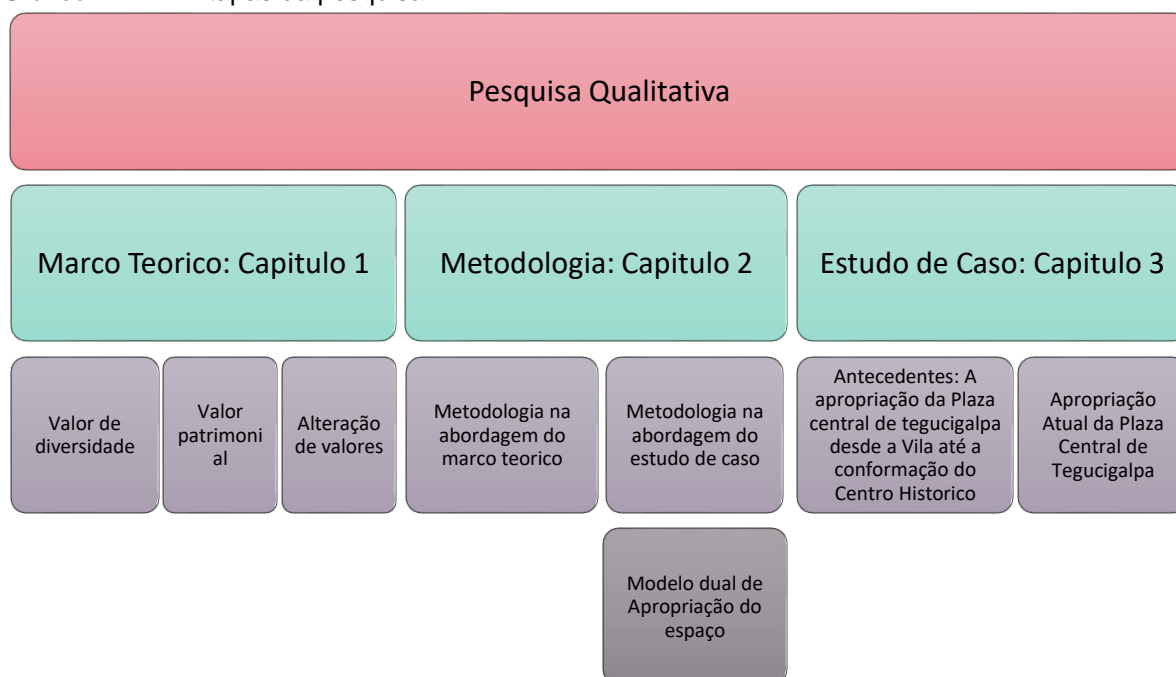 Pesquisa Qualitativa
Marco Teorico: Capitulo 1
Metodologia: Capitulo 2
Estudo de Caso: Capitulo 3
Valor de
diversidade
Valor
patrimoni
al
Alteração
de valores
Metodologia na
abordagem do
marco teorico
Metodologia na
abordagem do
estudo de caso
Antecedentes: A
apropriação da Plaza
central de tegucigalpa
desde a Vila até a
conformação do
Centro Historico
Apropriação
Atual da Plaza
Central de
Tegucigalpa
Modelo dual de
Apropriação do
espaço